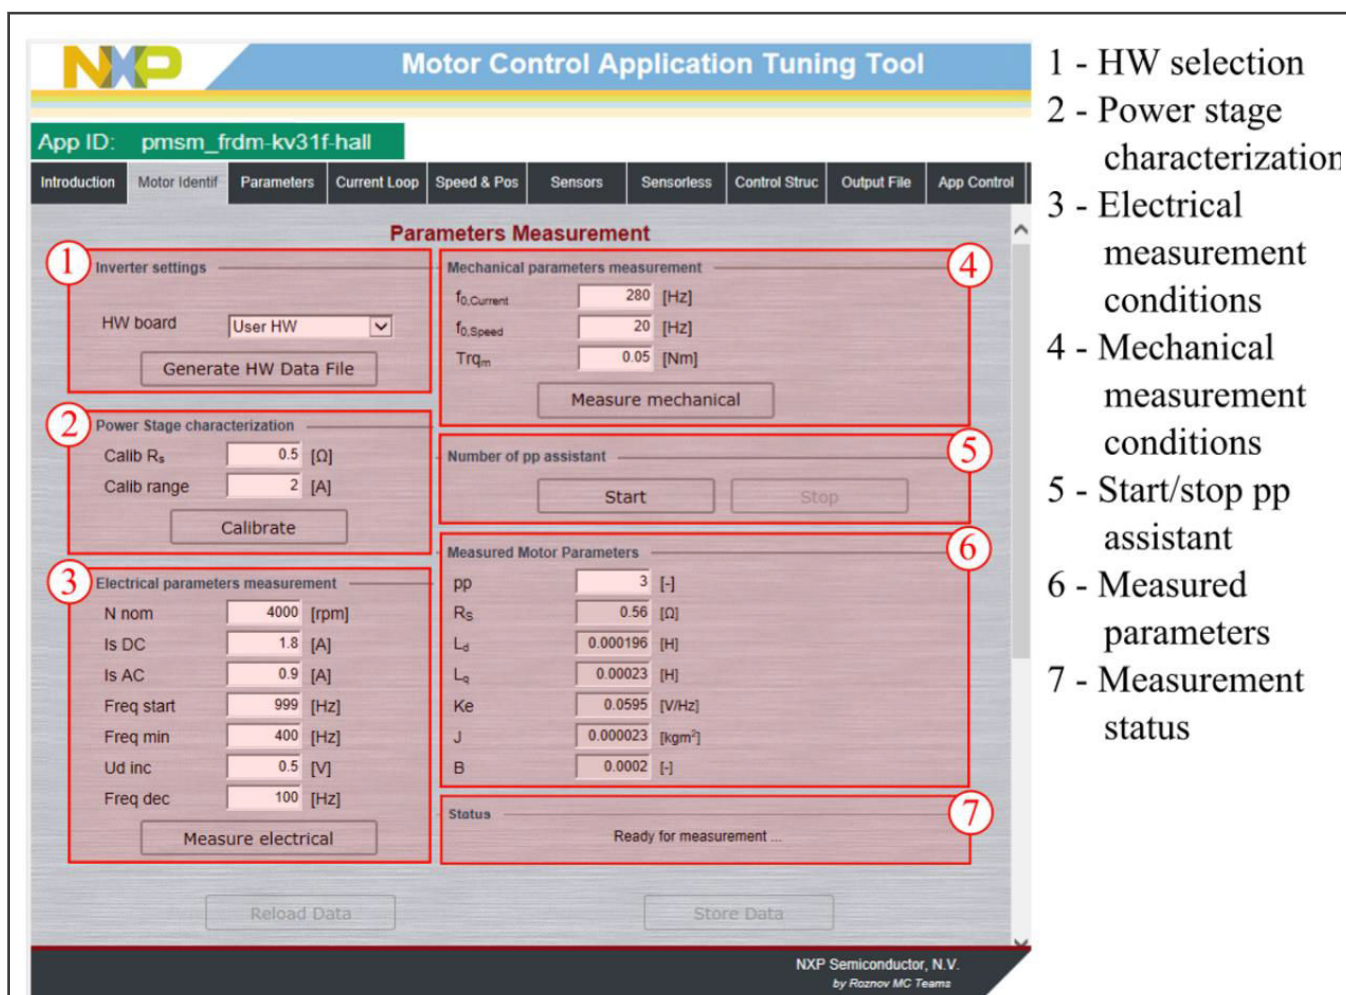 NXP
Motor Control Application Tuning Tool
App ID: pmsm_frdm-kv31f-hall
Introduction Motor Identif Parameters Current Loop Speed & Pos Sensors Sensorless Control Struc Output File App Control
Parameters Measurement
1
Inverter settings
HW board User HW
Generate HW Data File
2
Power Stage characterization
Calib Rs 0.5 [Ω]
Calib range 2 [A]
Calibrate
3
Electrical parameters measurement
N nom 4000 [rpm]
Is DC 1.8 [A]
Is AC 0.9 [A]
Freq start 999 [Hz]
Freq min 400 [Hz]
Ud inc 0.5 [V]
Freq dec 100 [Hz]
Measure electrical
4
Mechanical parameters measurement
f0,Current 280 [Hz]
f0,Speed 20 [Hz]
Trqm 0.05 [Nm]
Measure mechanical
5
Number of pp assistant
Start Stop
6
Measured Motor Parameters
pp 3 [-]
RS 0.56 [Ω]
Ld 0.000196 [H]
Lq 0.00023 [H]
Ke 0.0595 [V/Hz]
J 0.000023 [kgm²]
B 0.0002 [-]
7
Status
Ready for measurement ...
Reload Data Store Data
NXP Semiconductor, N.V.
by Roznov MC Teams
1 - HW selection
2 - Power stage
characterization
3 - Electrical
measurement
conditions
4 - Mechanical
measurement
conditions
5 - Start/stop pp
assistant
6 - Measured
parameters
7 - Measurement
status